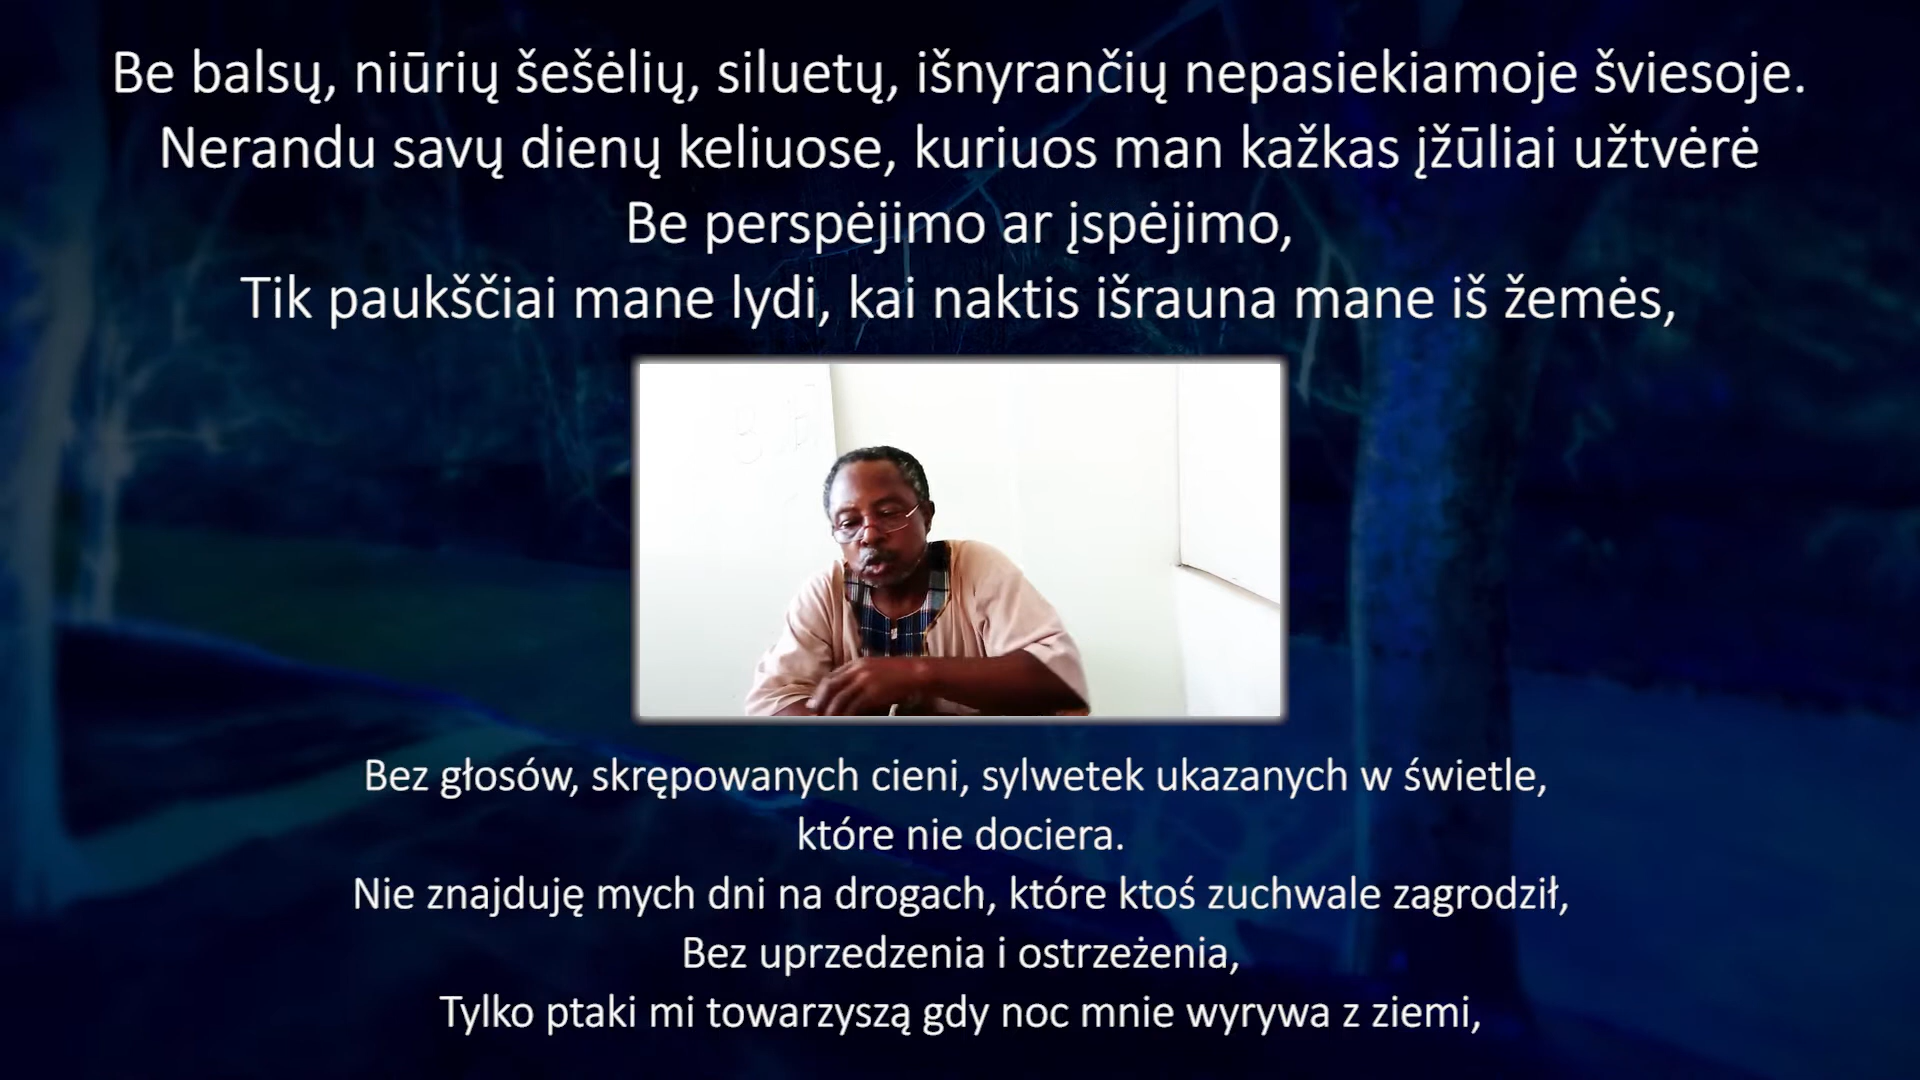 Be balsų, niūrių šešėlių, siluetų, išnyrančių nepasiekiamoje šviesoje.
Nerandu savų dienų keliuose, kuriuos man kažkas įžūliai užtvėrė
Be perspėjimo ar įspėjimo,
Tik paukščiai mane lydi, kai naktis išrauna mane iš žemės,
Bez głosów, skrępowanych cieni, sylwetek ukazanych w świetle,
które nie dociera.
Nie znajduję mych dni na drogach, które ktoś zuchwale zagrodził,
Bez uprzedzenia i ostrzeżenia,
Tylko ptaki mi towarzyszą gdy noc mnie wyrywa z ziemi,